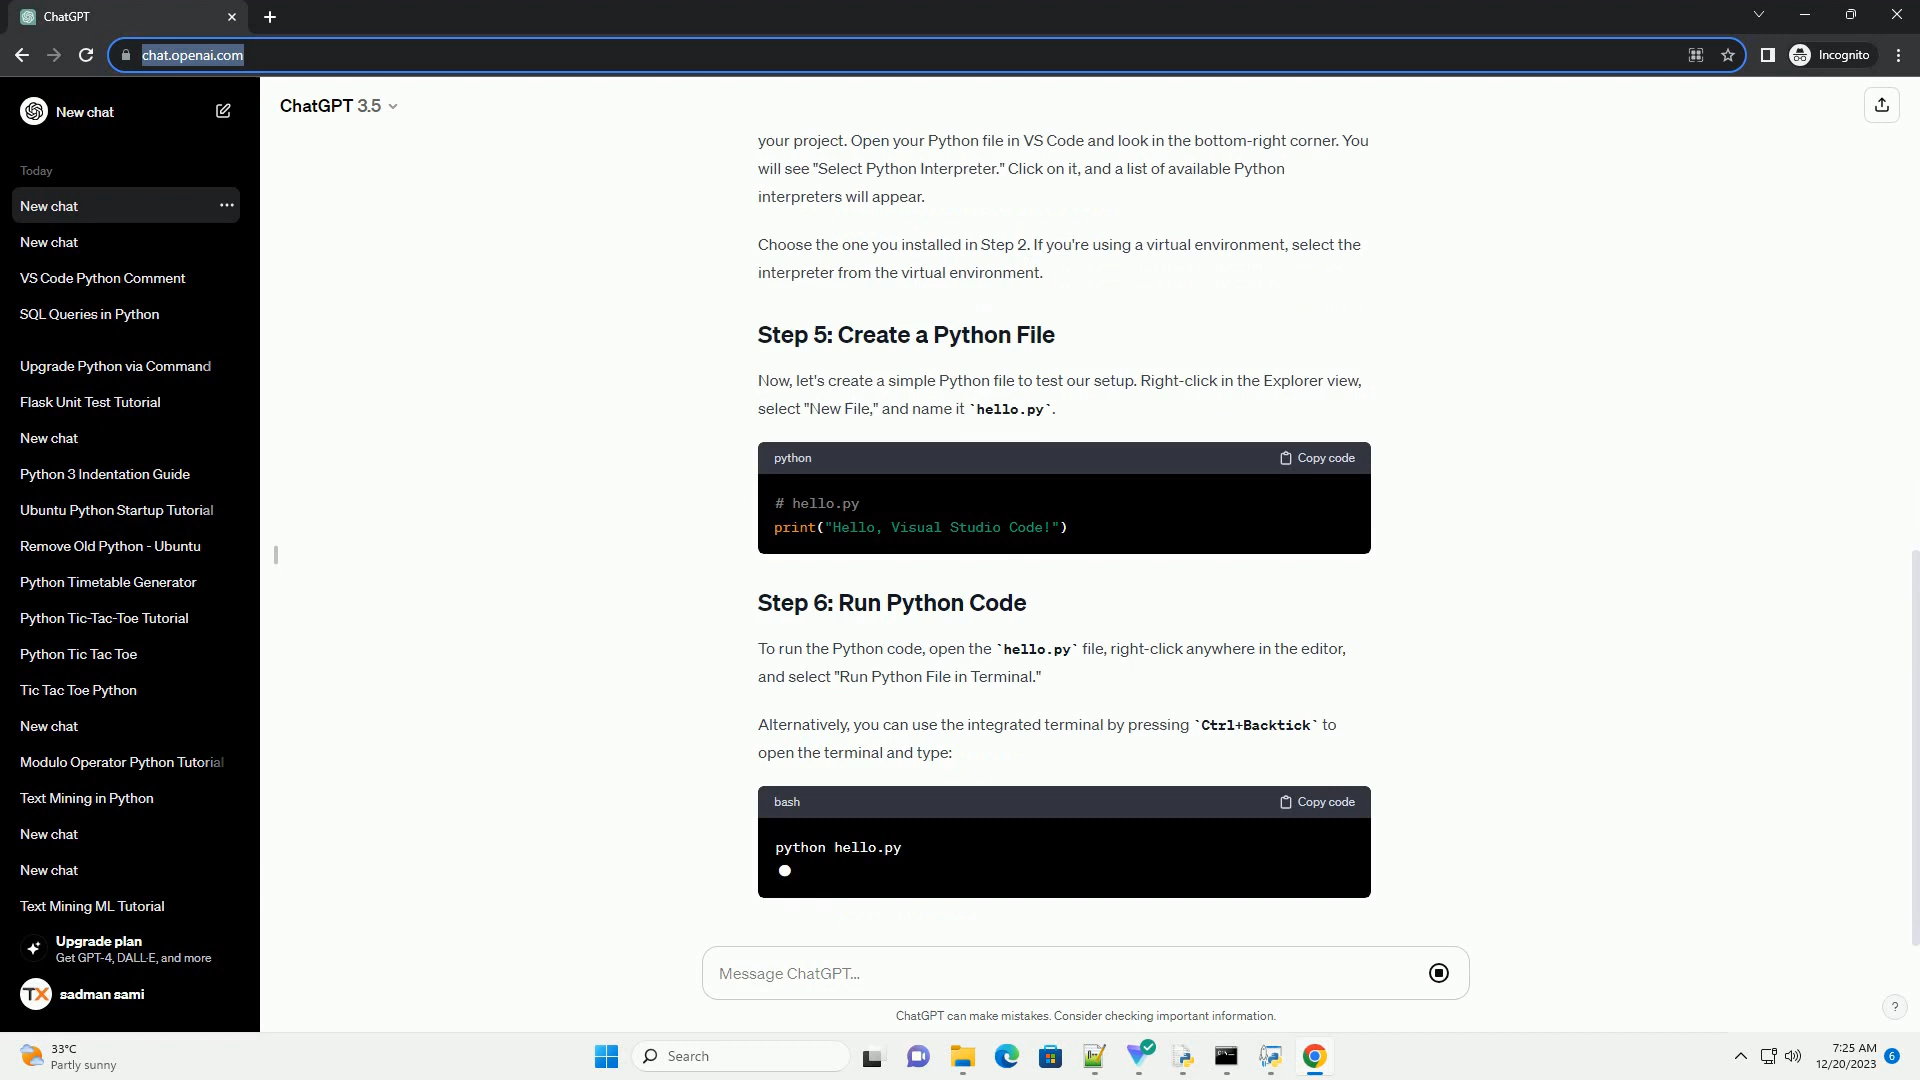 ChatGPT
chat.openai.com
Incognito
New chat
Today
New chat
New chat
VS Code Python Comment
SQL Queries in Python
Upgrade Python via Command
Flask Unit Test Tutorial
New chat
Python 3 Indentation Guide
Ubuntu Python Startup Tutorial
Remove Old Python - Ubuntu
Python Timetable Generator
Python Tic-Tac-Toe Tutorial
Python Tic Tac Toe
Tic Tac Toe Python
New chat
Modulo Operator Python Tutorial
Text Mining in Python
New chat
New chat
Text Mining ML Tutorial
Upgrade plan
Get GPT-4, DALL·E, and more
TX sadman sami
ChatGPT 3.5
your project. Open your Python file in VS Code and look in the bottom-right corner. You
will see "Select Python Interpreter." Click on it, and a list of available Python
interpreters will appear.
Choose the one you installed in Step 2. If you're using a virtual environment, select the
interpreter from the virtual environment.
Step 5: Create a Python File
Now, let's create a simple Python file to test our setup. Right-click in the Explorer view,
select "New File," and name it `hello.py`.
python Copy code
# hello.py
print("Hello, Visual Studio Code!")
Step 6: Run Python Code
To run the Python code, open the `hello.py` file, right-click anywhere in the editor,
and select "Run Python File in Terminal."
Alternatively, you can use the integrated terminal by pressing `Ctrl+Backtick` to
open the terminal and type:
bash Copy code
python hello.py
Message ChatGPT...
ChatGPT can make mistakes. Consider checking important information.
?
33°C
Partly sunny
Search
7:25 AM
12/20/2023
6